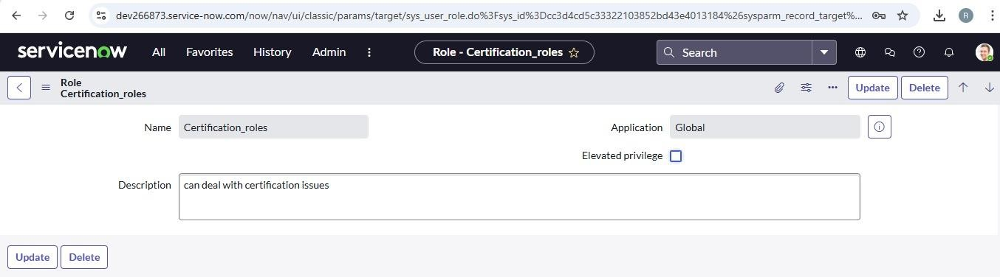 dev266873.service-now.com/now/nav/ui/classic/params/target/sys_user_role.do%3Fsys_id%3Dcc3d4cd5c33322103852bd43e4013184%26sysparm_record_target%...
R
servicenow All Favorites History Admin Role - Certification_roles Search
Role
Certification_roles
Update Delete
Name Certification_roles Application Global
Elevated privilege
Description can deal with certification issues
Update Delete